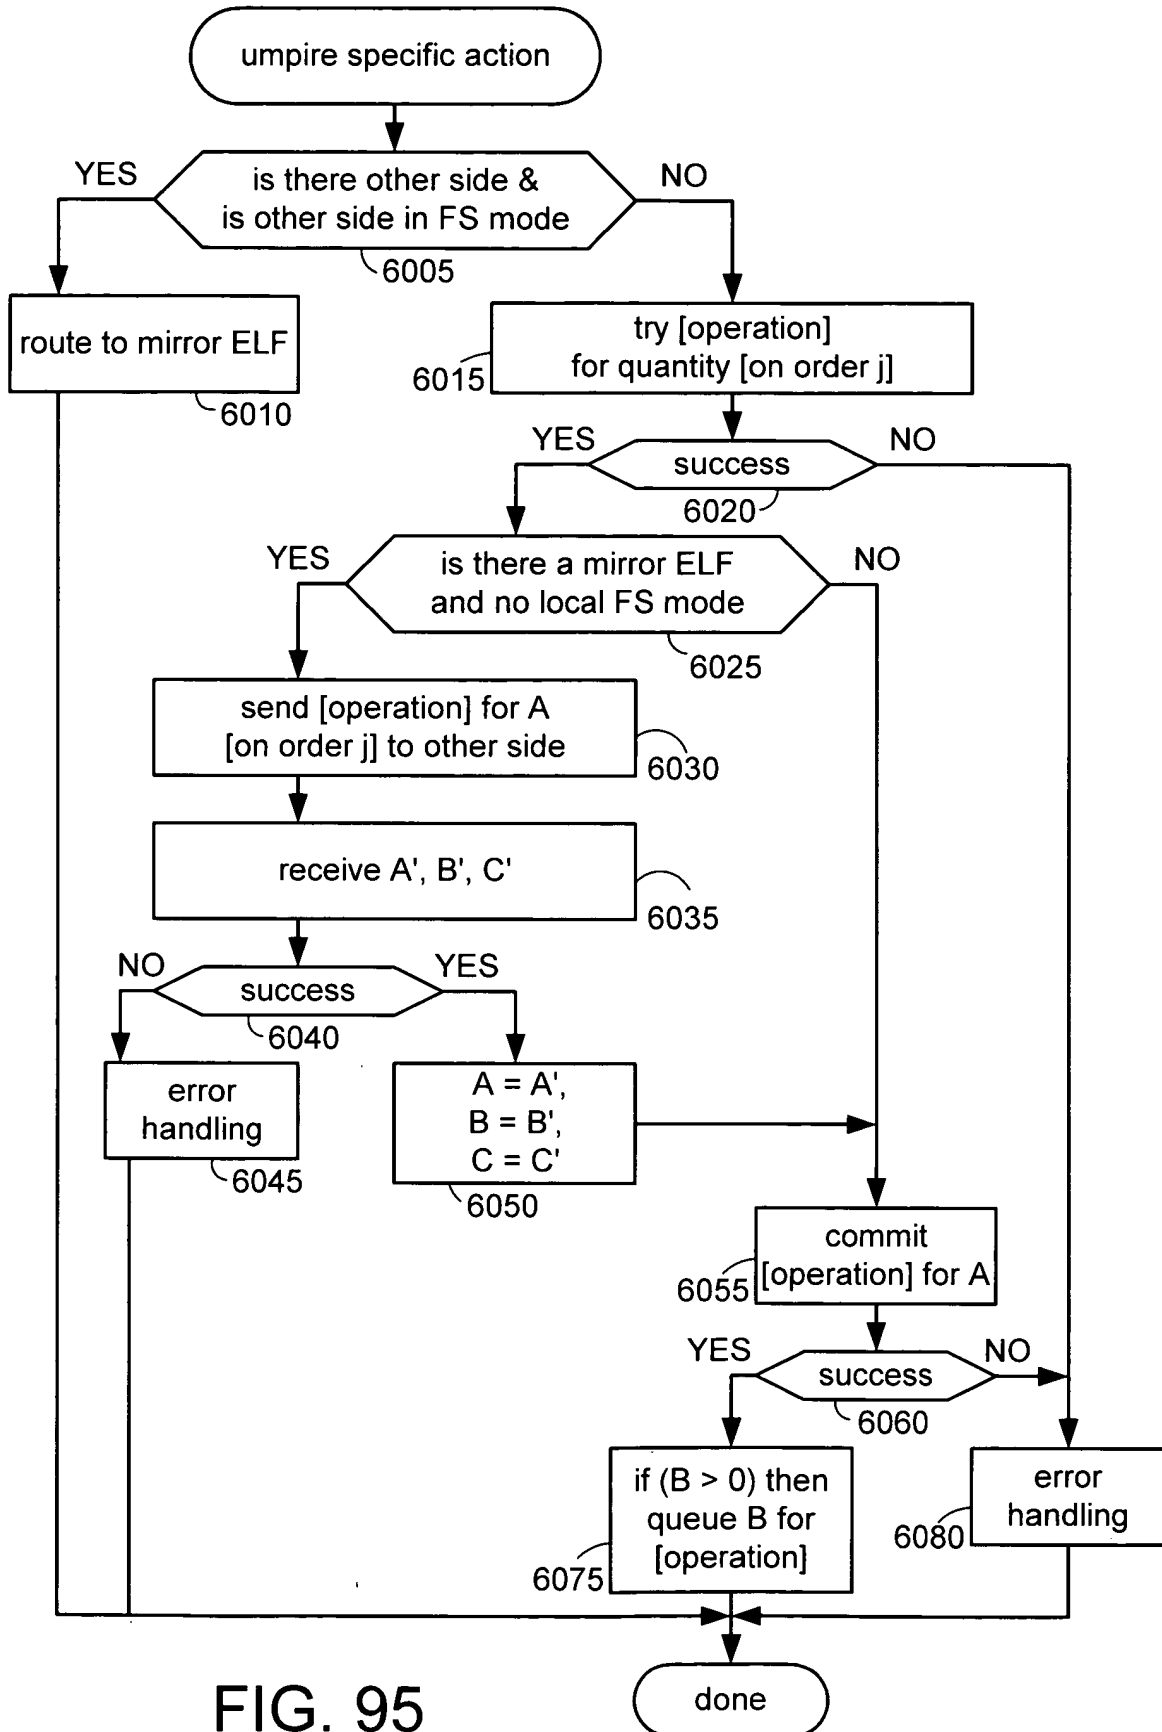 umpire specific action
YES
is there other side &
is other side in FS mode
NO
6005
route to mirror ELF
6010
try [operation]
for quantity [on order j]
6015
YES
success
NO
6020
YES
is there a mirror ELF
and no local FS mode
NO
6025
send [operation] for A
[on order j] to other side
6030
receive A', B', C'
6035
NO
success
YES
6040
error
handling
6045
A = A',
B = B',
C = C'
6050
commit
[operation] for A
6055
YES
success
NO
6060
if (B > 0) then
queue B for
[operation]
6075
error
handling
6080
done
FIG. 95